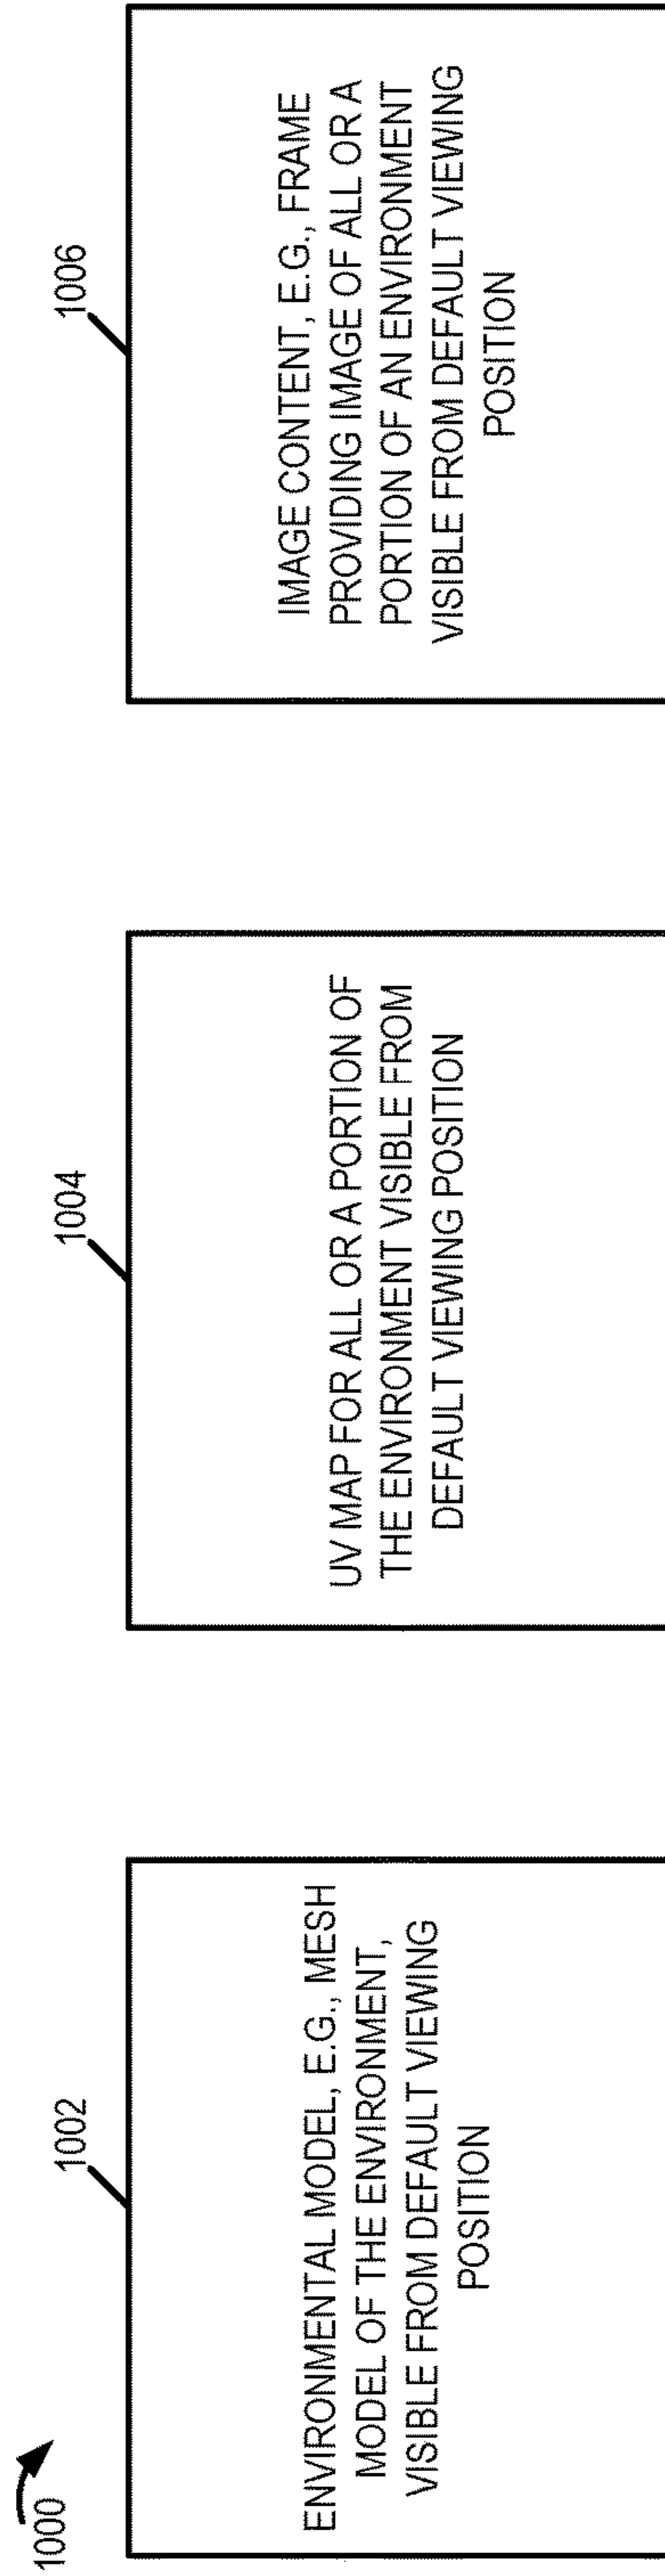 1000
1002
ENVIRONMENTAL MODEL, E.G., MESH
MODEL OF THE ENVIRONMENT,
VISIBLE FROM DEFAULT VIEWING
POSITION
1004
UV MAP FOR ALL OR A PORTION OF
THE ENVIRONMENT VISIBLE FROM
DEFAULT VIEWING POSITION
1006
IMAGE CONTENT, E.G., FRAME
PROVIDING IMAGE OF ALL OR A
PORTION OF AN ENVIRONMENT
VISIBLE FROM DEFAULT VIEWING
POSITION